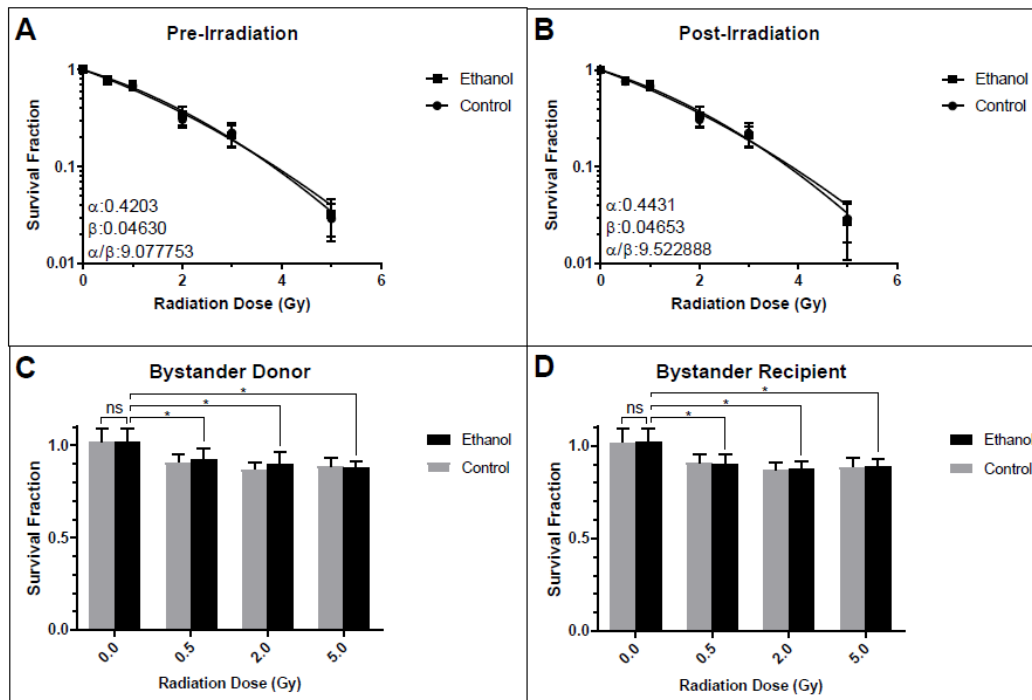 A
Pre-Irradiation
Survival Fraction
1
0.1
0.01
α:0.4203
β:0.04630
α/β:9.077753
Ethanol
Control
0 2 4 6
Radiation Dose (Gy)
B
Post-Irradiation
Survival Fraction
1
0.1
0.01
α:0.4431
β:0.04653
α/β:9.522888
Ethanol
Control
0 2 4 6
Radiation Dose (Gy)
C
Bystander Donor
*
*
ns *
Survival Fraction
1.0
0.5
0.0
Ethanol
Control
0.0 0.5 2.0 5.0
Radiation Dose (Gy)
D
Bystander Recipient
*
*
ns *
Survival Fraction
1.0
0.5
0.0
Ethanol
Control
0.0 0.5 2.0 5.0
Radiation Dose (Gy)